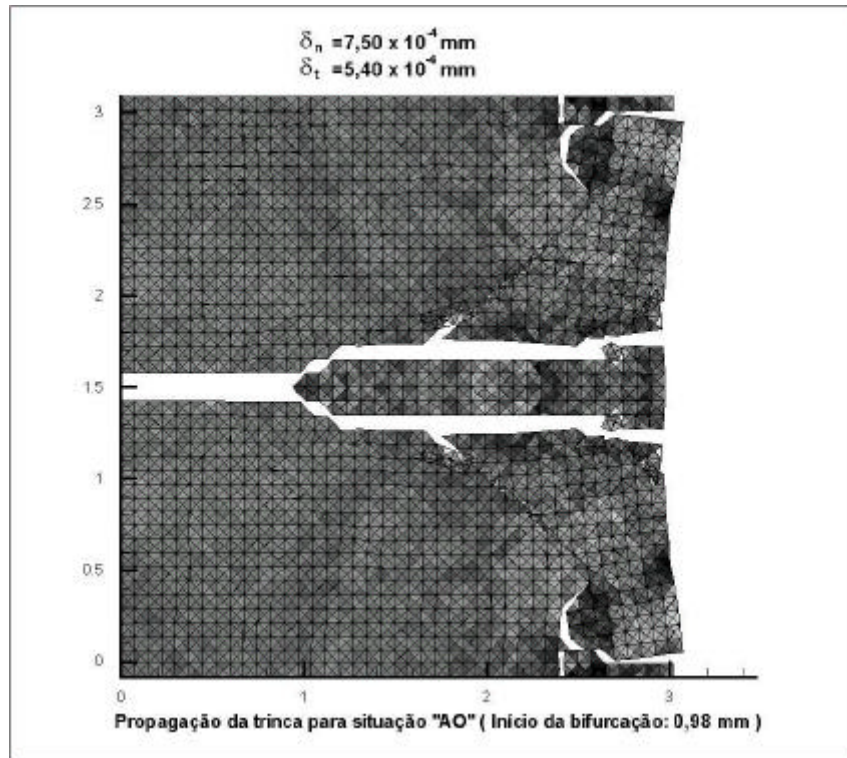 δn =7,50 x 10-4 mm
δt =5,40 x 10-4 mm
3
2.5
2
1.5
1
0.5
0
0 1 2 3
Propagação da trinca para situação "AO" ( Início da bifurcação: 0,98 mm )